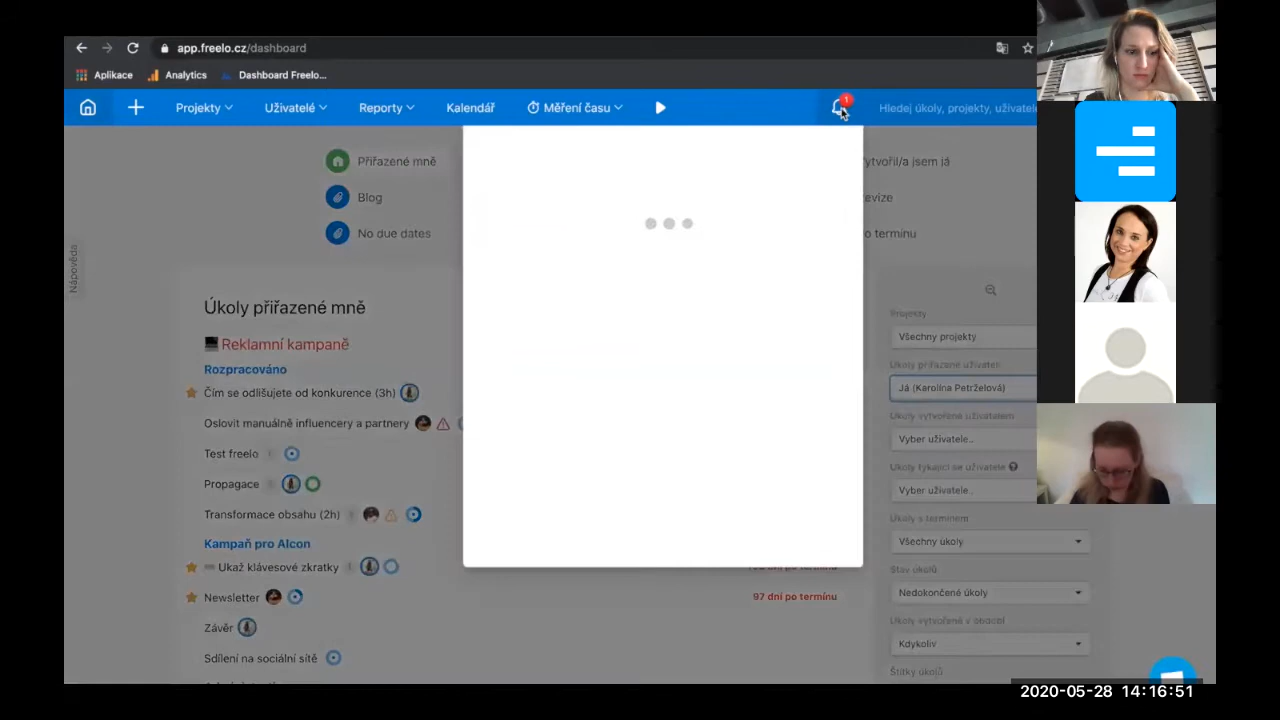 app.freelo.cz/dashboard
Aplikace Analytics Dashboard Freelo...
Projekty Uživatelé Reporty Kalendář Měření času 1 Hledej úkoly, projekty, uživatele
Přiřazené mně ytvořil/a jsem já
Blog evize
No due dates o termínu
Nápověda
Úkoly přiřazené mně
Reklamní kampaně
Rozpracováno
Čím se odlišujete od konkurence (3h)
Oslovit manuálně influencery a partnery
Test freelo
Propagace
Transformace obsahu (2h)
Kampaň pro Alcon
Ukaž klávesové zkratky
Newsletter 97 dní po termínu
Závěr
Sdílení na sociální sítě
Projekty
Všechny projekty
Úkoly přiřazené uživateli
Já (Karolína Petrželová)
Úkoly vytvořené uživatelem
Vyber uživatele..
Úkoly týkající se uživatele
Vyber uživatele..
Úkoly s termínem
Všechny úkoly
Stav úkolů
Nedokončené úkoly
Úkoly vytvořené v období
Kdykoliv
Štítky úkolů
2020-05-28 14:16:51